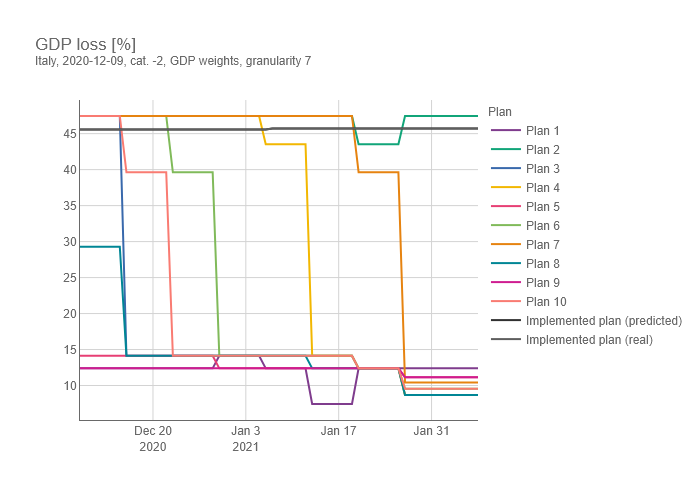 GDP loss [%]
Italy, 2020-12-09, cat. -2, GDP weights, granularity 7
45
40
35
30
25
20
15
10
Dec 20
2020
Jan 3
2021
Jan 17
Jan 31
Plan
Plan 1
Plan 2
Plan 3
Plan 4
Plan 5
Plan 6
Plan 7
Plan 8
Plan 9
Plan 10
Implemented plan (predicted)
Implemented plan (real)